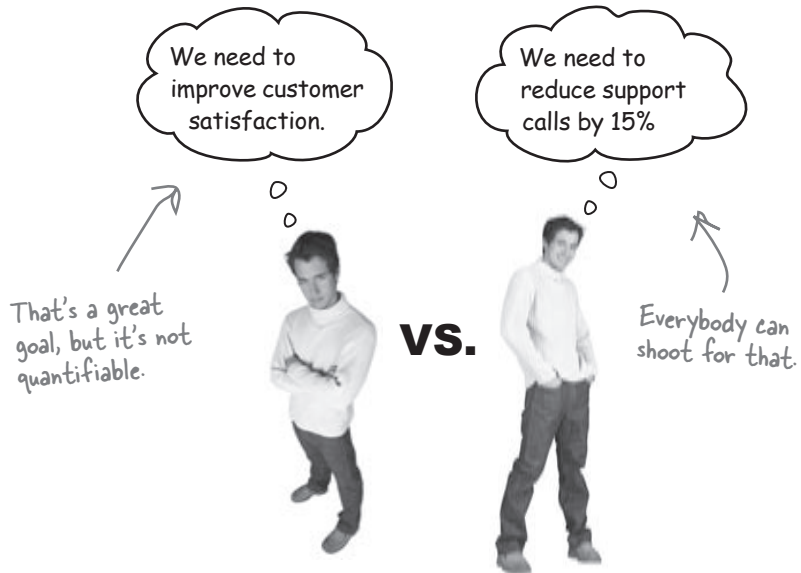 We need to
improve customer
satisfaction.
We need to
reduce support
calls by 15%
That's a great
goal, but it's not
quantifiable.
vs.
Everybody can
shoot for that.